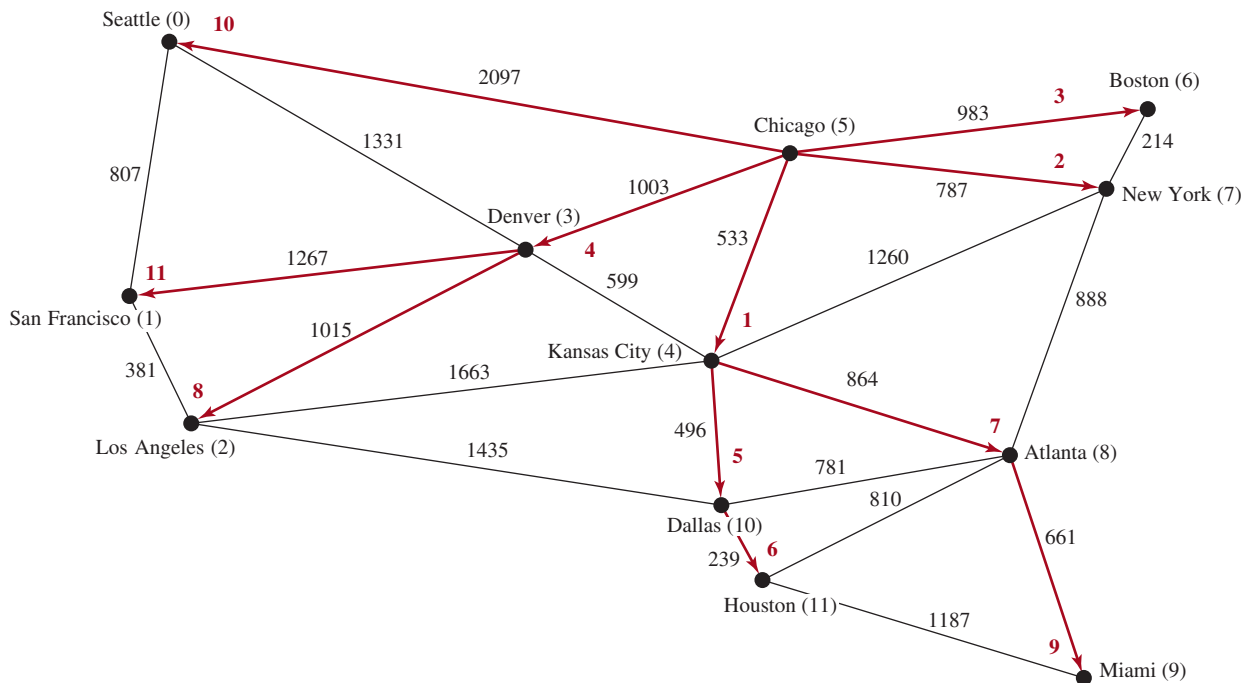 Seattle (0)
10
2097
Boston (6)
3
983
Chicago (5)
1331
214
2
807
1003
787
New York (7)
Denver (3)
533
4
1260
1267
11
599
888
San Francisco (1)
1
1015
Kansas City (4)
381
1663
864
8
7
496
Los Angeles (2)
1435
5
781
Atlanta (8)
810
Dallas (10)
661
6
239
Houston (11)
1187
9
Miami (9)